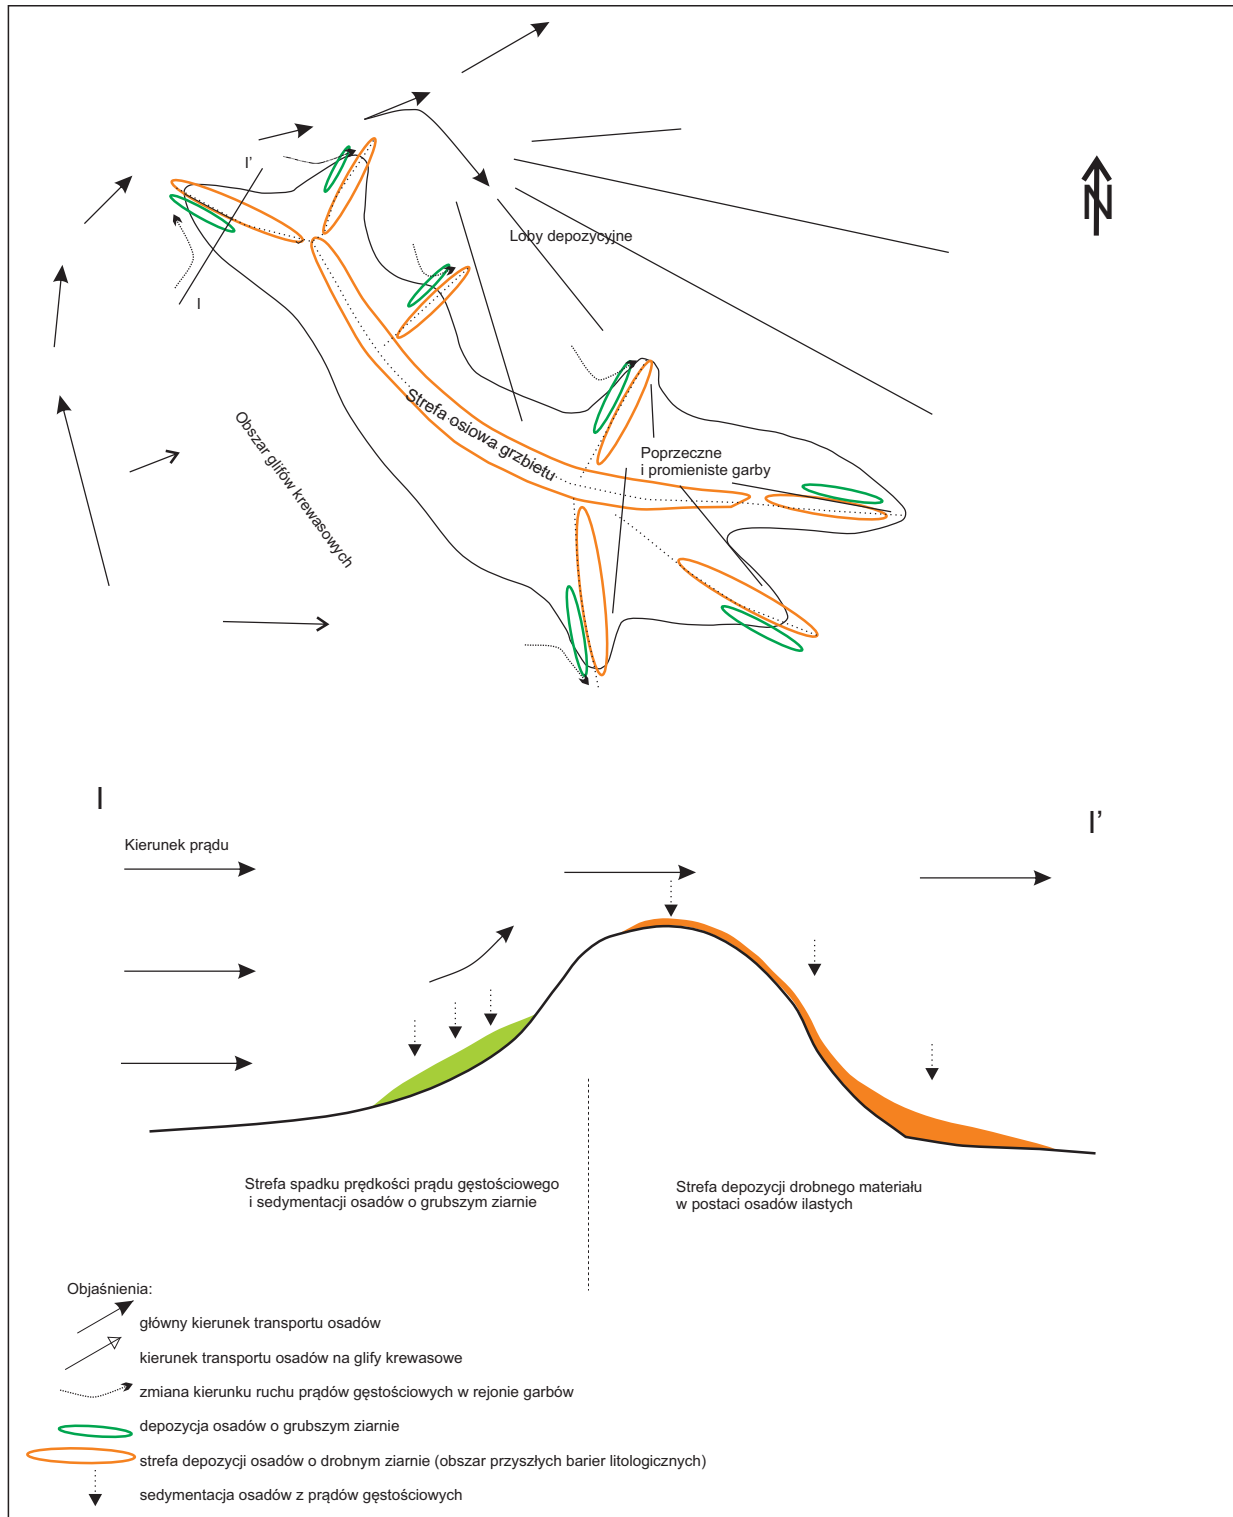 N
I'
I
Loby depozycyjne
Strefa osiowa grzbietu
Obszar glifów krewasowych
Poprzeczne
i promieniste garby
I
I’
Kierunek prądu
Strefa spadku prędkości prądu gęstościowego
i sedymentacji osadów o grubszym ziarnie
Strefa depozycji drobnego materiału
w postaci osadów ilastych
Objaśnienia:
główny kierunek transportu osadów
kierunek transportu osadów na glify krewasowe
zmiana kierunku ruchu prądów gęstościowych w rejonie garbów
depozycja osadów o grubszym ziarnie
strefa depozycji osadów o drobnym ziarnie (obszar przyszłych barier litologicznych)
sedymentacja osadów z prądów gęstościowych